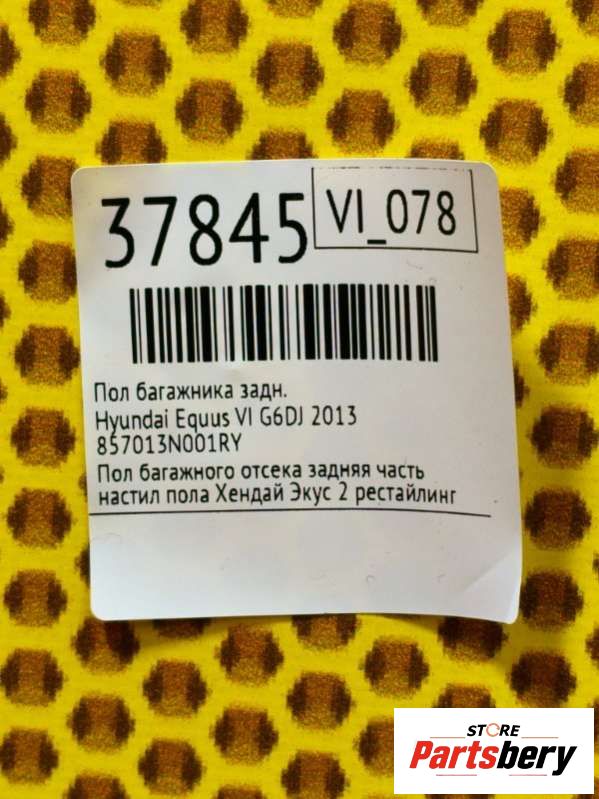 37845 VI_078
Пол багажника задн.
Hyundai Equus VI G6DJ 2013
857013N001RY
Пол багажного отсека задняя часть
настил пола Хендай Экус 2 рестайлинг
STORE
Partsbery